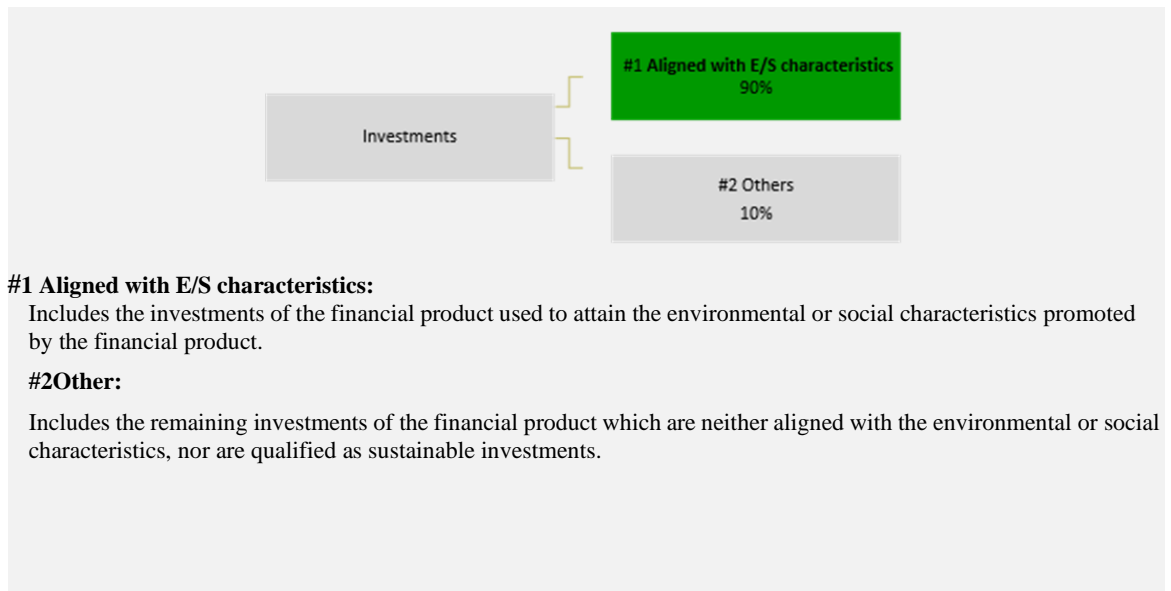 #1 Aligned with E/S characteristics
90%
Investments
#2 Others
10%
#1 Aligned with E/S characteristics:
Includes the investments of the financial product used to attain the environmental or social characteristics promoted
by the financial product.
#2Other:
Includes the remaining investments of the financial product which are neither aligned with the environmental or social
characteristics, nor are qualified as sustainable investments.